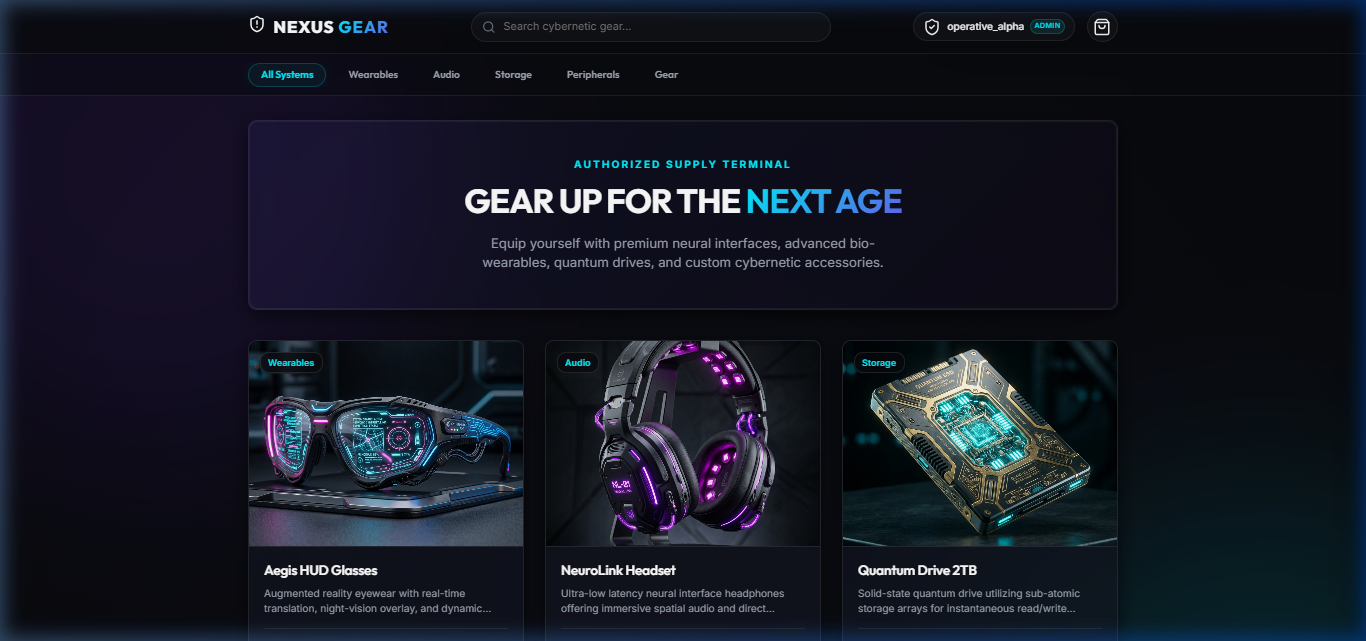 NEXUS GEAR
Search cybernetic gear...
operative_alpha ADMIN
All Systems
Wearables
Audio
Storage
Peripherals
Gear
AUTHORIZED SUPPLY TERMINAL
GEAR UP FOR THE NEXT AGE
Equip yourself with premium neural interfaces, advanced bio-
wearables, quantum drives, and custom cybernetic accessories.
Wearables
Aegis HUD Glasses
Augmented reality eyewear with real-time
translation, night-vision overlay, and dynamic...
Audio
NeuroLink Headset
Ultra-low latency neural interface headphones
offering immersive spatial audio and direct...
Storage
Quantum Drive 2TB
Solid-state quantum drive utilizing sub-atomic
storage arrays for instantaneous read/write...